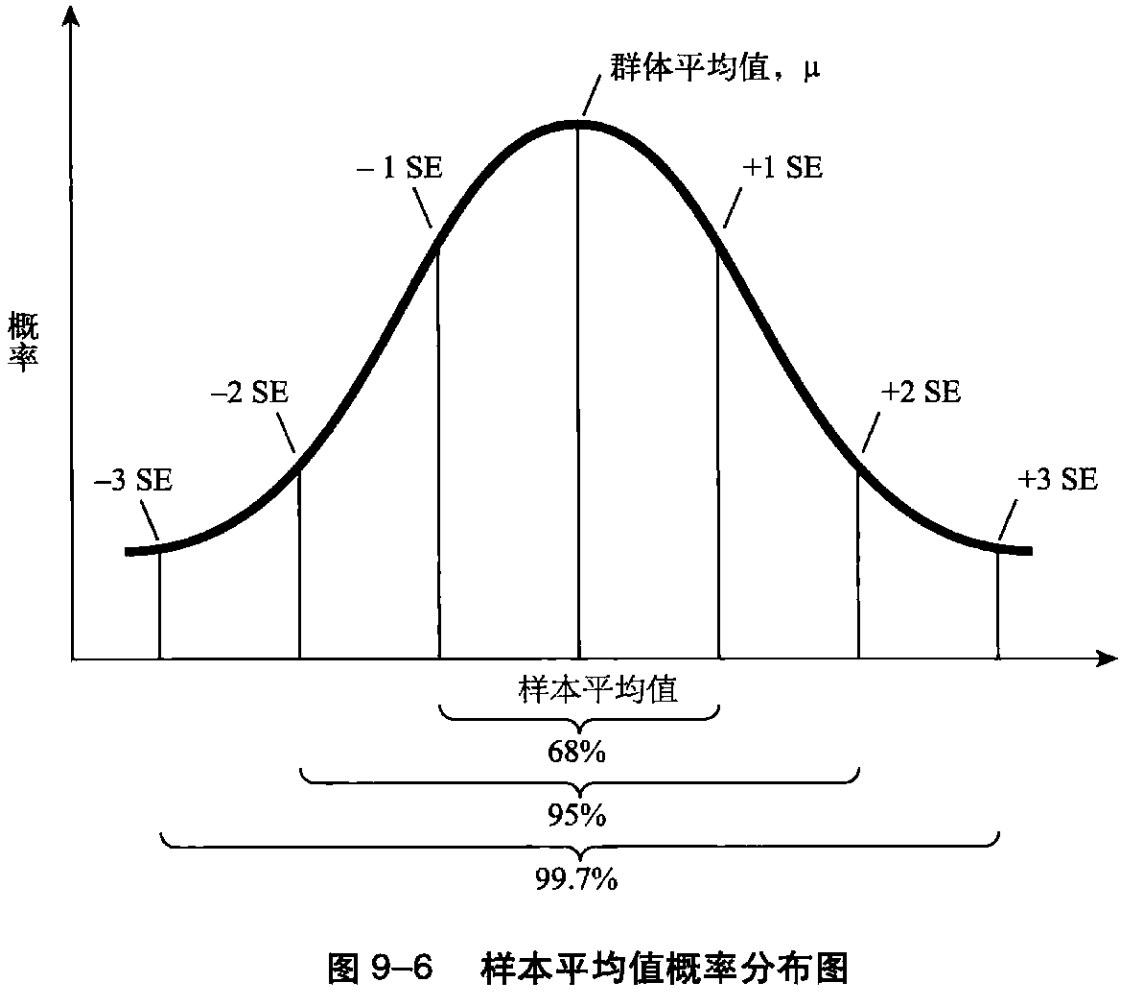 群体平均值，μ
– 1 SE
+1 SE
概率
–2 SE
+2 SE
–3 SE
+3 SE
样本平均值
68%
95%
99.7%
图 9–6 样本平均值概率分布图